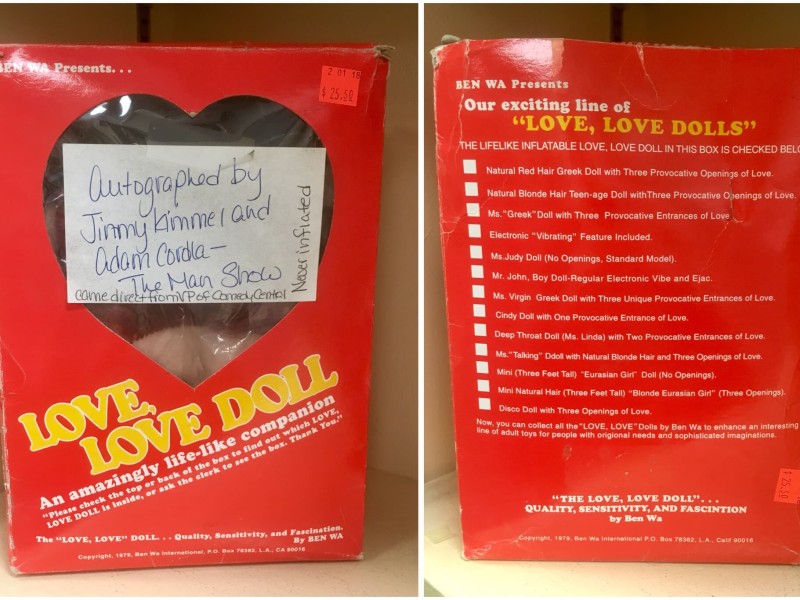 BEN WA Presents...
2 01 18
$ 25.50
Autographed by
Jimmy Kimmel and
Adam Corolla—
The Man Show
came direct from VP of Comedy Central
Never inflated
LOVE,
LOVE DOLL
An amazingly life-like companion
"Please check the top or back of the box to find out which LOVE,
LOVE DOLL is inside, or ask the clerk to see the box. Thank You."
The "LOVE, LOVE" DOLL... Quality, Sensitivity, and Fascination.
By BEN WA
Copyright, 1979, Ben Wa International, P.O. Box 78382, L.A., CA 90016
BEN WA Presents
Our exciting line of
"LOVE, LOVE DOLLS"
THE LIFELIKE INFLATABLE LOVE, LOVE DOLL IN THIS BOX IS CHECKED BELO
Natural Red Hair Greek Doll with Three Provocative Openings of Love.
Natural Blonde Hair Teen-age Doll withThree Provocative Openings of Love.
Ms. "Greek" Doll with Three Provocative Entrances of Love
Electronic "Vibrating" Feature Included.
Ms.Judy Doll (No Openings, Standard Model).
Mr. John, Boy Doll-Regular Electronic Vibe and Ejac.
Ms. Virgin Greek Doll with Three Unique Provocative Entrances of Love.
Cindy Doll with One Provocative Entrance of Love.
Deep Throat Doll (Ms. Linda) with Two Provocative Entrances of Love.
Ms. "Talking" Ddoll with Natural Blonde Hair and Three Openings of Love.
Mini (Three Feet Tall) "Eurasian Girl" Doll (No Openings).
Mini Natural Hair (Three Feet Tall) "Blonde Eurasian Girl" (Three Openings).
Disco Doll with Three Openings of Love.
Now, you can collect all the "LOVE, LOVE" Dolls by Ben Wa to enhance an interesting
line of adult toys for people with origional needs and sophisticated imaginations.
$ 25.50
"THE LOVE, LOVE DOLL"...
QUALITY, SENSITIVITY, AND FASCINTION
by Ben Wa
Copyright, 1979, Ben Wa International, P.O. Box 78382, L.A., Calif 90016